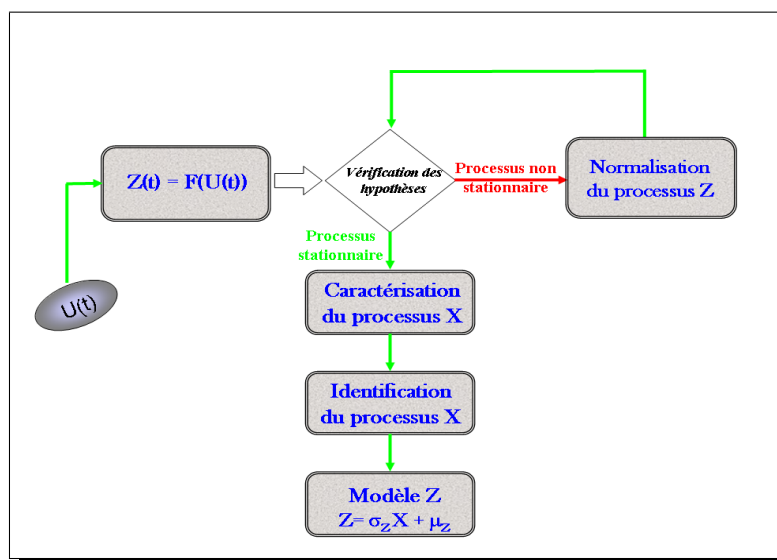 Z(t) = F(U(t))
Vérification des
hypothèses
Processus non
stationnaire
Normalisation
du processus Z
U(t)
Processus
stationnaire
Caractérisation
du processus X
Identification
du processus X
Modèle Z
Z= σZX + μZ